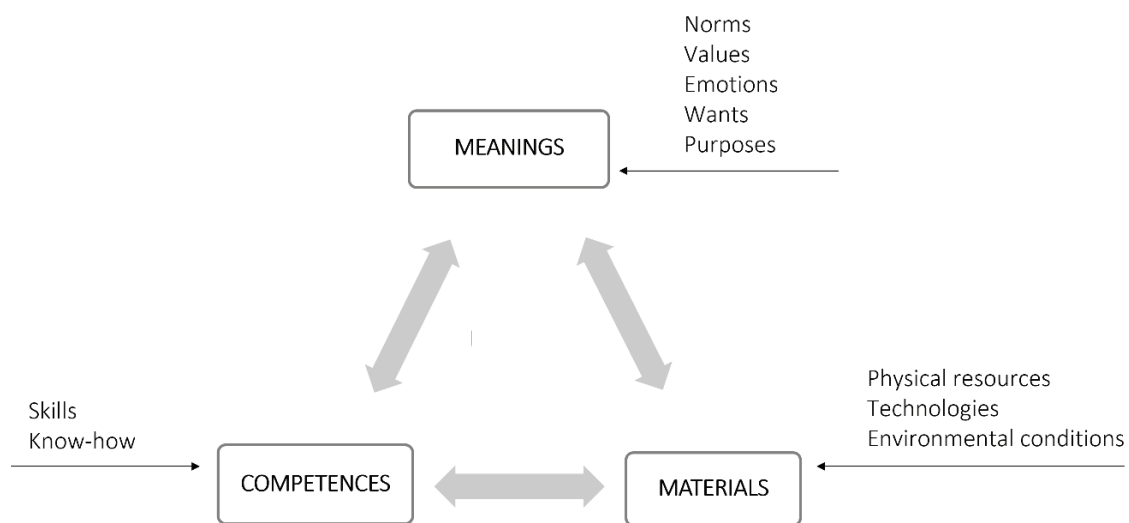 Norms
Values
Emotions
Wants
Purposes
MEANINGS
Physical resources
Technologies
Environmental conditions
Skills
Know-how
COMPETENCES
MATERIALS